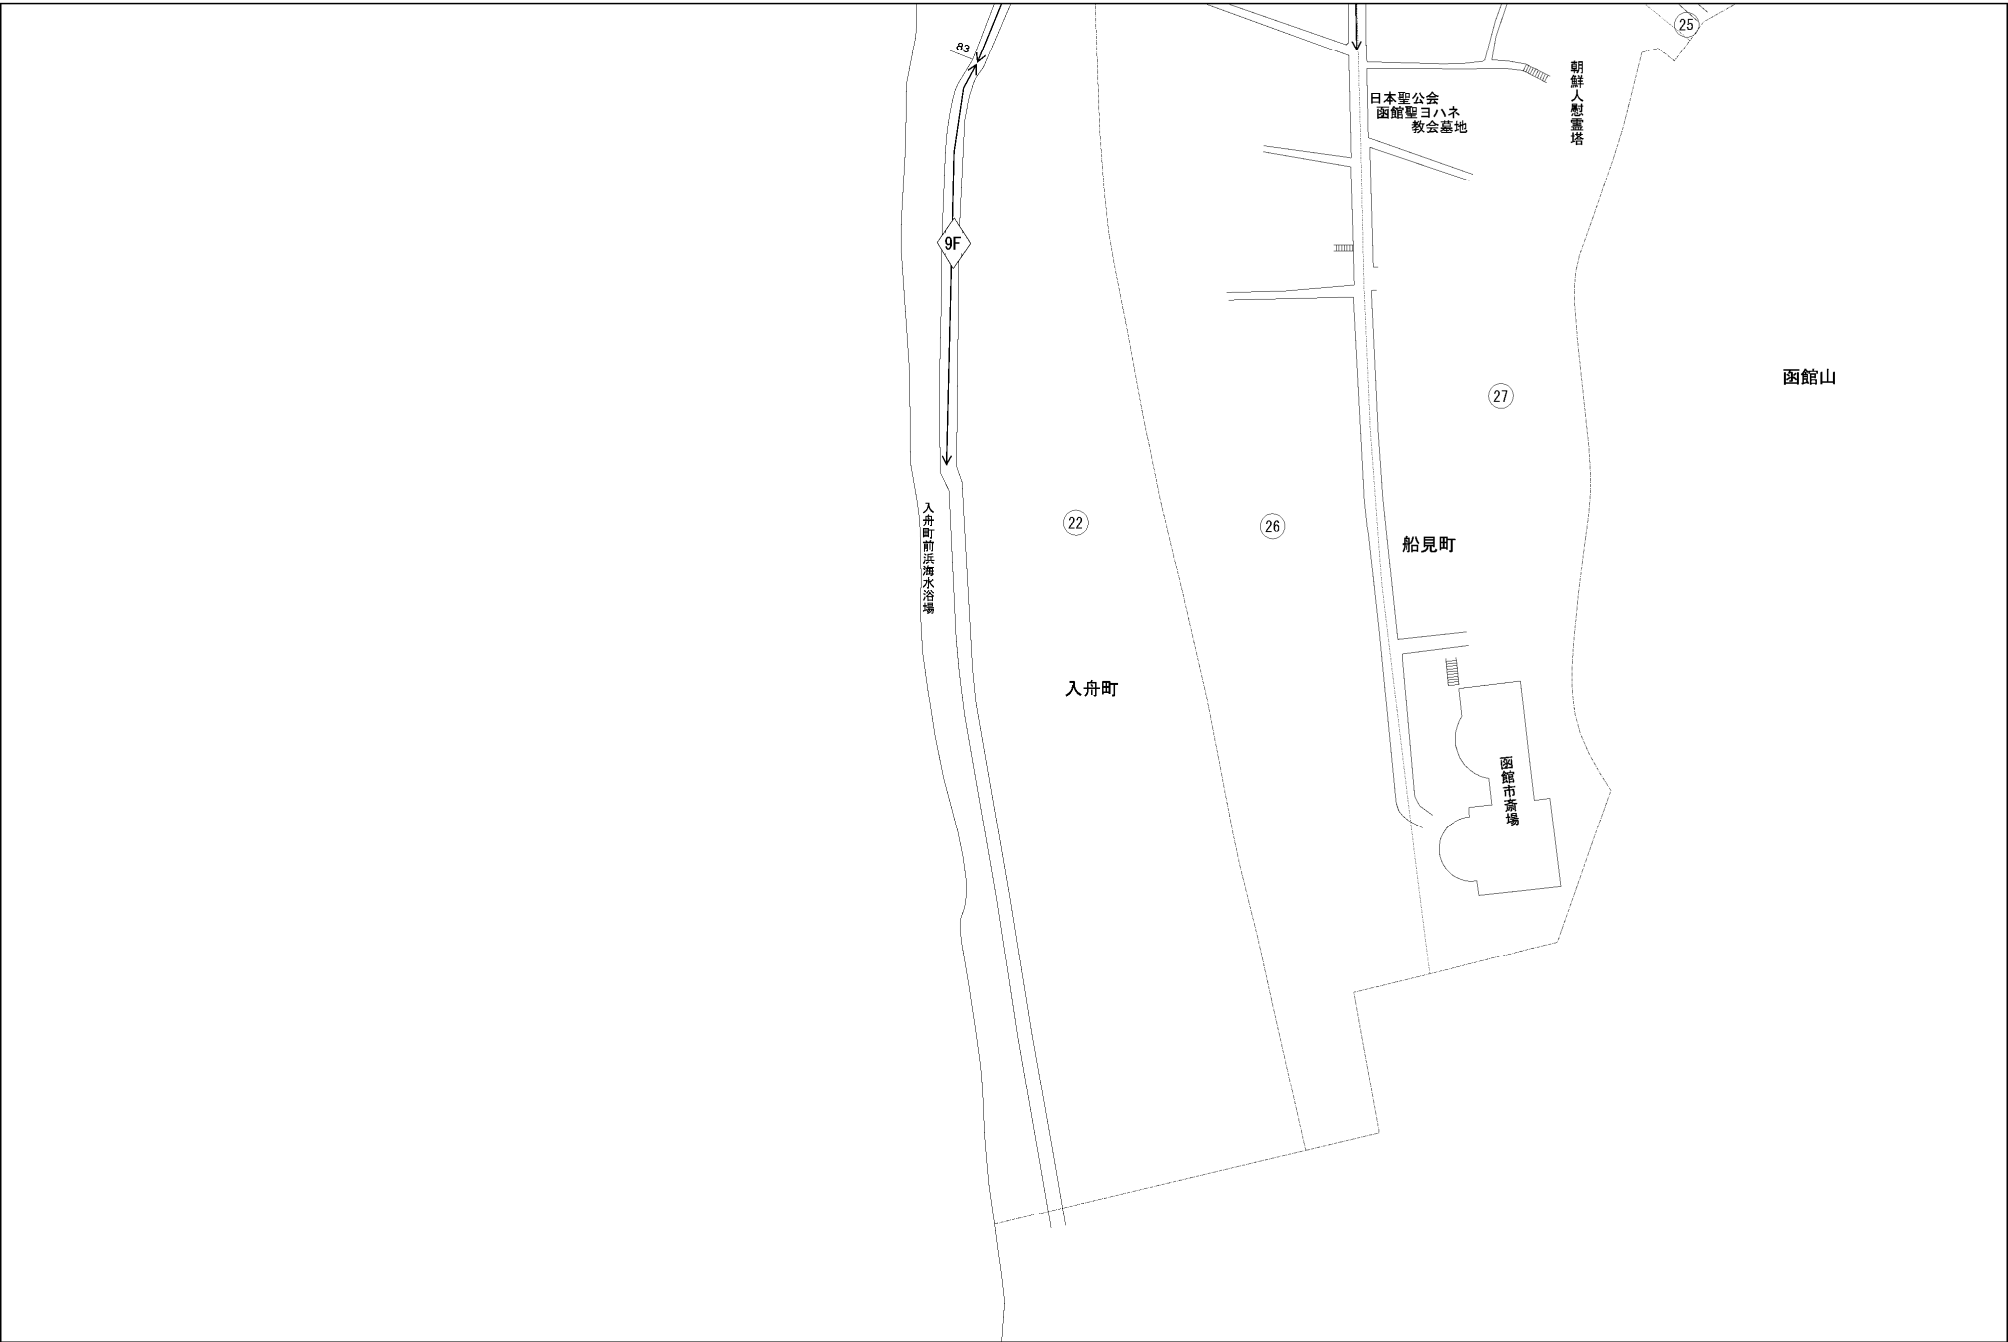 25
83
朝鮮人慰霊塔
日本聖公会
函館聖ヨハネ
教会墓地
9F
函館山
27
入舟町前浜海水浴場
22
26
船見町
入舟町
函館市斎場